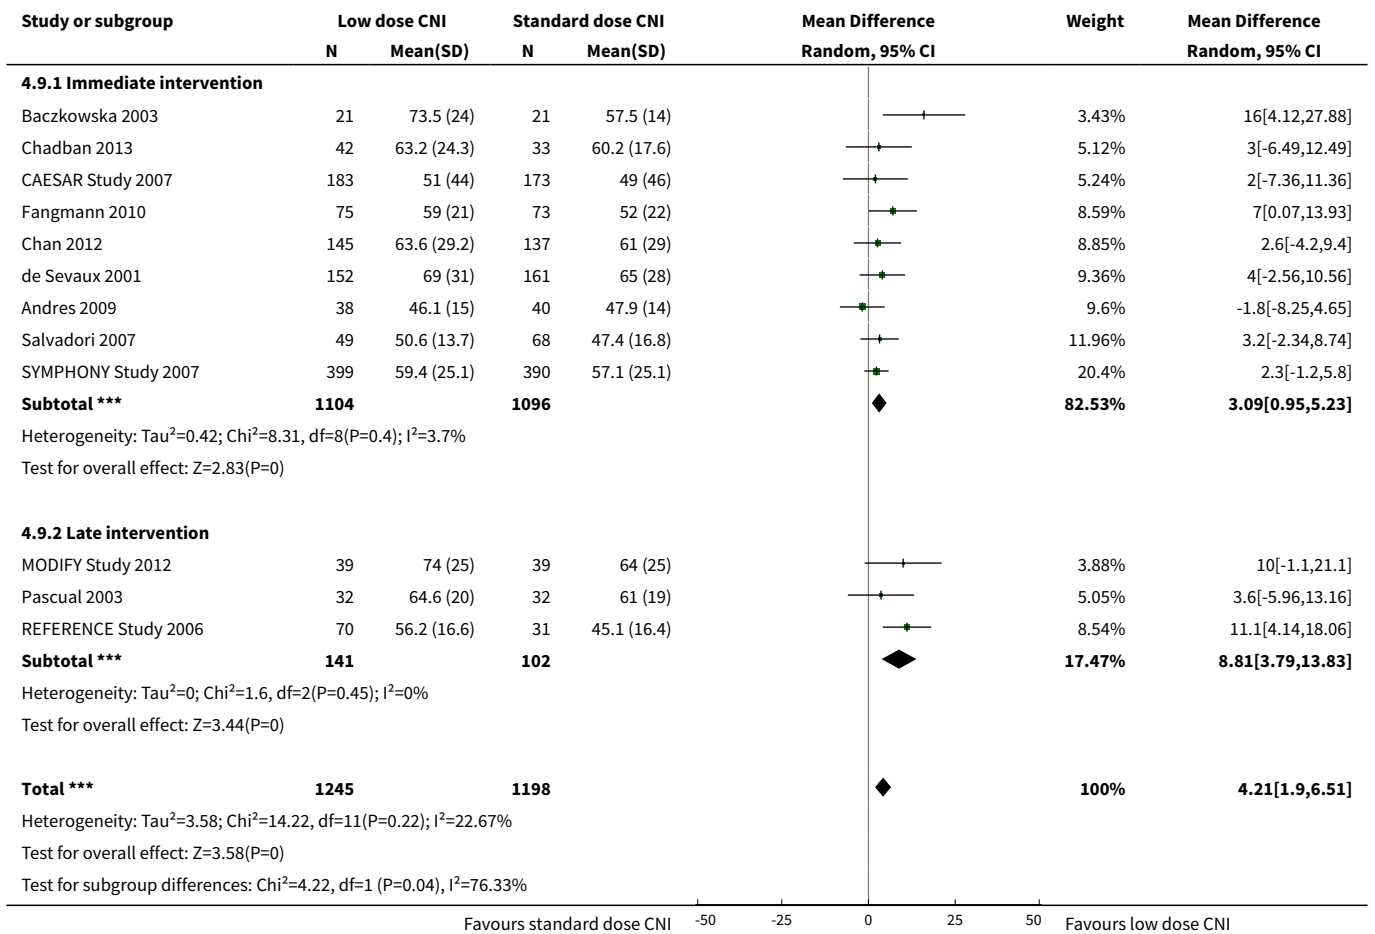 Study or subgroup Low dose CNI Standard dose CNI Mean Difference Weight Mean Difference
N Mean(SD) N Mean(SD) Random, 95% CI Random, 95% CI
4.9.1 Immediate intervention
Baczkowska 2003 21 73.5 (24) 21 57.5 (14) 3.43% 16[4.12,27.88]
Chadban 2013 42 63.2 (24.3) 33 60.2 (17.6) 5.12% 3[-6.49,12.49]
CAESAR Study 2007 183 51 (44) 173 49 (46) 5.24% 2[-7.36,11.36]
Fangmann 2010 75 59 (21) 73 52 (22) 8.59% 7[0.07,13.93]
Chan 2012 145 63.6 (29.2) 137 61 (29) 8.85% 2.6[-4.2,9.4]
de Sevaux 2001 152 69 (31) 161 65 (28) 9.36% 4[-2.56,10.56]
Andres 2009 38 46.1 (15) 40 47.9 (14) 9.6% -1.8[-8.25,4.65]
Salvadori 2007 49 50.6 (13.7) 68 47.4 (16.8) 11.96% 3.2[-2.34,8.74]
SYMPHONY Study 2007 399 59.4 (25.1) 390 57.1 (25.1) 20.4% 2.3[-1.2,5.8]
Subtotal *** 1104 1096 82.53% 3.09[0.95,5.23]
Heterogeneity: Tau²=0.42; Chi²=8.31, df=8(P=0.4); I²=3.7%
Test for overall effect: Z=2.83(P=0)
4.9.2 Late intervention
MODIFY Study 2012 39 74 (25) 39 64 (25) 3.88% 10[-1.1,21.1]
Pascual 2003 32 64.6 (20) 32 61 (19) 5.05% 3.6[-5.96,13.16]
REFERENCE Study 2006 70 56.2 (16.6) 31 45.1 (16.4) 8.54% 11.1[4.14,18.06]
Subtotal *** 141 102 17.47% 8.81[3.79,13.83]
Heterogeneity: Tau²=0; Chi²=1.6, df=2(P=0.45); I²=0%
Test for overall effect: Z=3.44(P=0)
Total *** 1245 1198 100% 4.21[1.9,6.51]
Heterogeneity: Tau²=3.58; Chi²=14.22, df=11(P=0.22); I²=22.67%
Test for overall effect: Z=3.58(P=0)
Test for subgroup differences: Chi²=4.22, df=1 (P=0.04), I²=76.33%
Favours standard dose CNI -50 -25 0 25 50 Favours low dose CNI